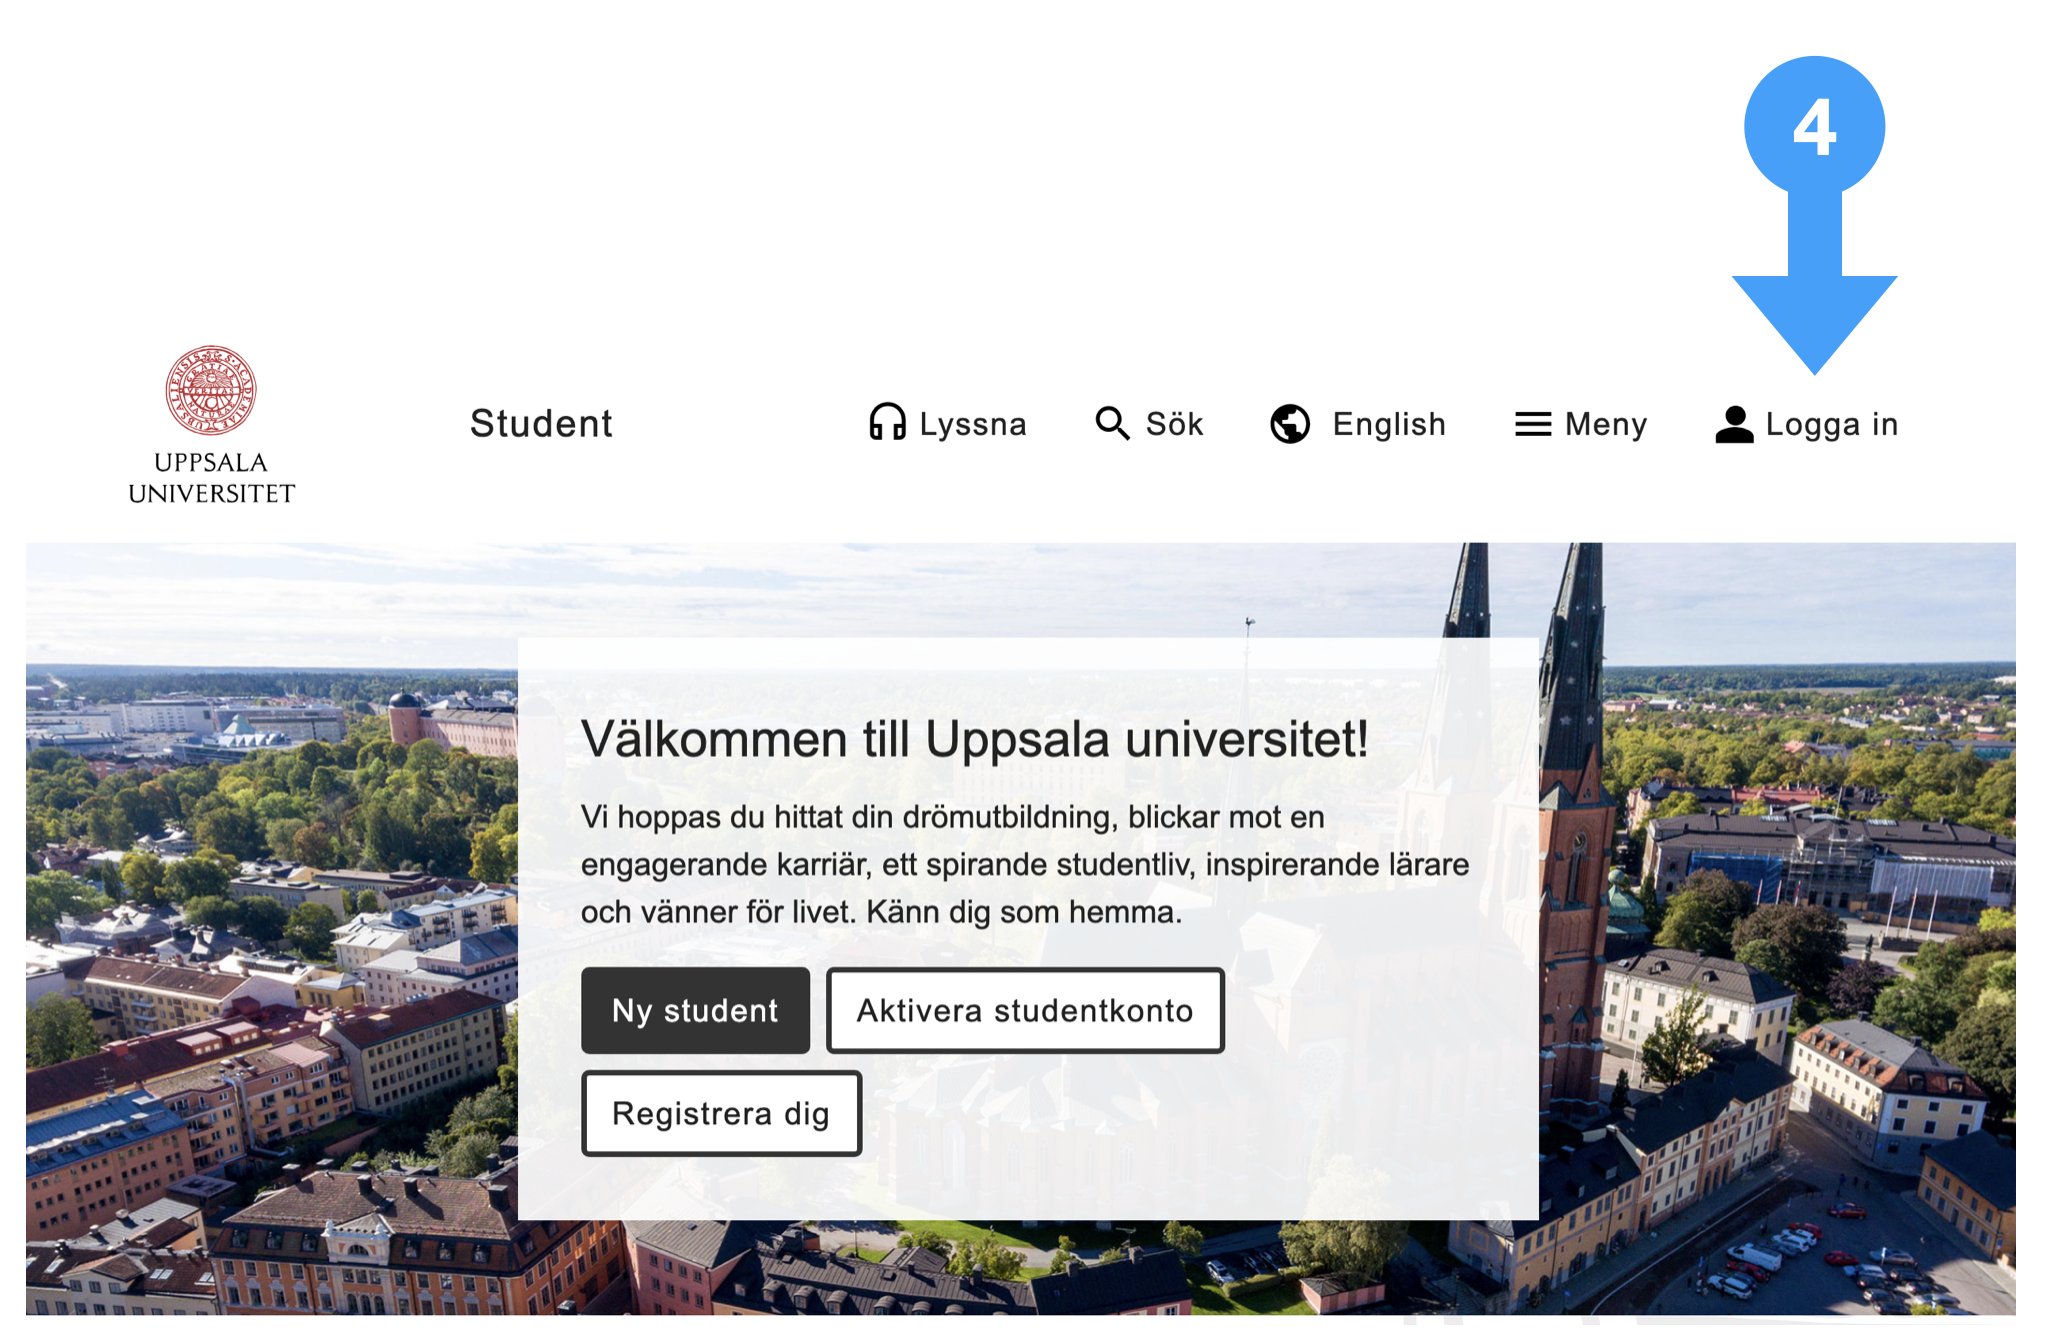 4
UPPSALA
UNIVERSITET
Student
Lyssna
Sök
English
Meny
Logga in
Välkommen till Uppsala universitet!
Vi hoppas du hittat din drömutbildning, blickar mot en
engagerande karriär, ett spirande studentliv, inspirerande lärare
och vänner för livet. Känn dig som hemma.
Ny student
Aktivera studentkonto
Registrera dig